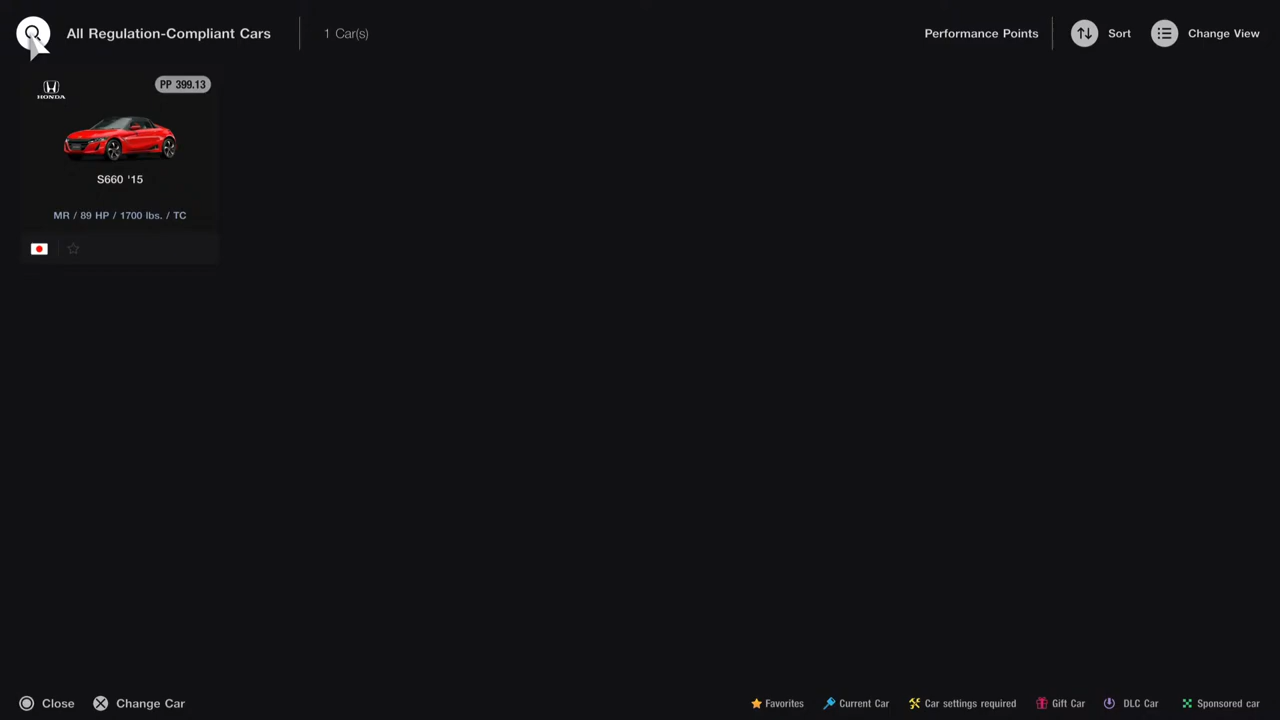 All Regulation-Compliant Cars
1 Car(s)
Performance Points
Sort
Change View
HONDA
PP 399.13
S660 '15
MR / 89 HP / 1700 lbs. / TC
Close
Change Car
Favorites
Current Car
Car settings required
Gift Car
DLC Car
Sponsored car